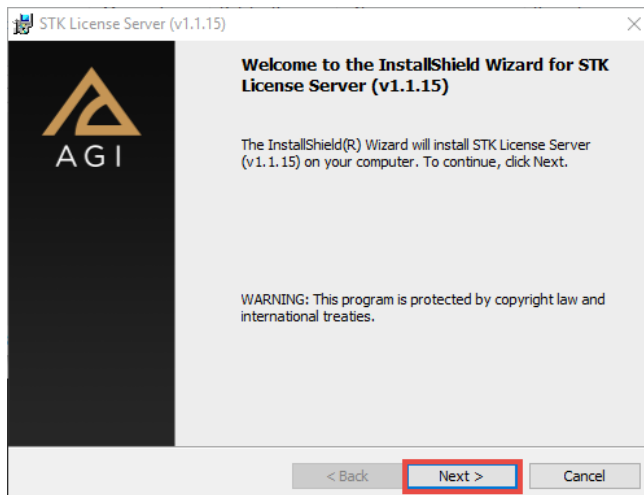 STK License Server (v1.1.15)
Welcome to the InstallShield Wizard for STK
License Server (v1.1.15)
AGI
The InstallShield(R) Wizard will install STK License Server
(v1.1.15) on your computer. To continue, click Next.
WARNING: This program is protected by copyright law and
international treaties.
< Back
Next >
Cancel